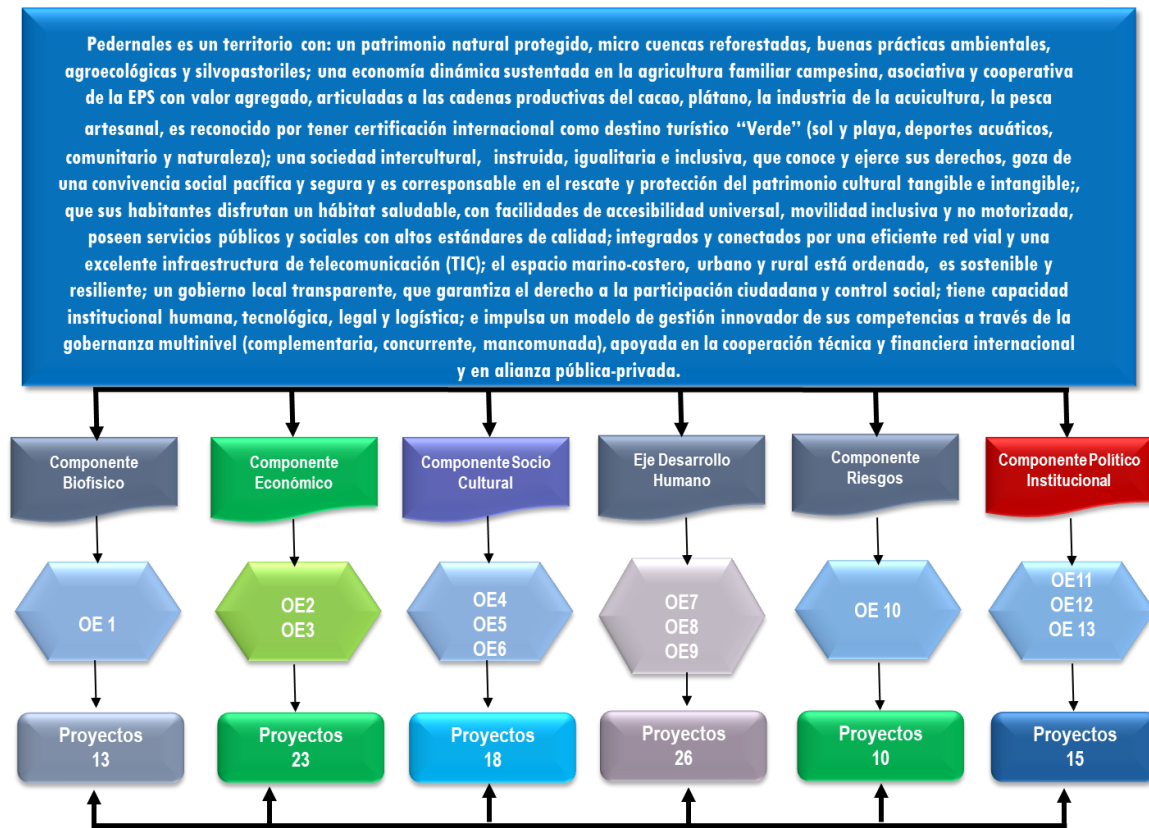 Pedernales es un territorio con: un patrimonio natural protegido, micro cuencas reforestadas, buenas prácticas ambientales,
agroecológicas y silvopastoriles; una economía dinámica sustentada en la agricultura familiar campesina, asociativa y cooperativa
de la EPS con valor agregado, articuladas a las cadenas productivas del cacao, plátano, la industria de la acuicultura, la pesca
artesanal, es reconocido por tener certificación internacional como destino turístico “Verde” (sol y playa, deportes acuáticos,
comunitario y naturaleza); una sociedad intercultural, instruida, igualitaria e inclusiva, que conoce y ejerce sus derechos, goza de
una convivencia social pacífica y segura y es corresponsable en el rescate y protección del patrimonio cultural tangible e intangible;,
que sus habitantes disfrutan un hábitat saludable, con facilidades de accesibilidad universal, movilidad inclusiva y no motorizada,
poseen servicios públicos y sociales con altos estándares de calidad; integrados y conectados por una eficiente red vial y una
excelente infraestructura de telecomunicación (TIC); el espacio marino-costero, urbano y rural está ordenado, es sostenible y
resiliente; un gobierno local transparente, que garantiza el derecho a la participación ciudadana y control social; tiene capacidad
institucional humana, tecnológica, legal y logística; e impulsa un modelo de gestión innovador de sus competencias a través de la
gobernanza multinivel (complementaria, concurrente, mancomunada), apoyada en la cooperación técnica y financiera internacional
y en alianza pública-privada.
Componente
Biofísico
Componente
Económico
Componente Socio
Cultural
Eje Desarrollo
Humano
Componente
Riesgos
Componente Político
Institucional
OE 1
OE2
OE3
OE4
OE5
OE6
OE7
OE8
OE9
OE 10
OE11
OE12
OE 13
Proyectos
13
Proyectos
23
Proyectos
18
Proyectos
26
Proyectos
10
Proyectos
15